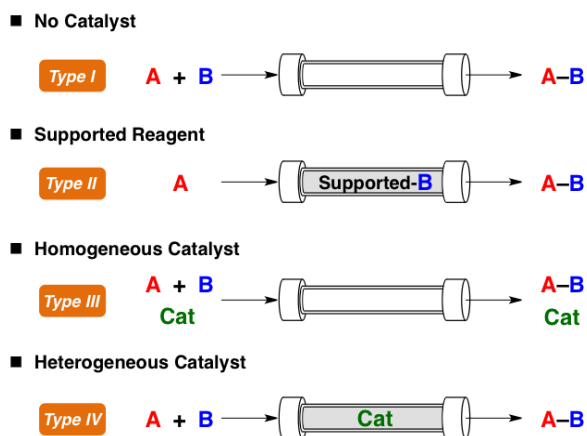 No Catalyst
Type I A + B A–B
Supported Reagent
Type II A Supported-B A–B
Homogeneous Catalyst
Type III A + B A–B
Cat Cat
Heterogeneous Catalyst
Type IV A + B Cat A–B